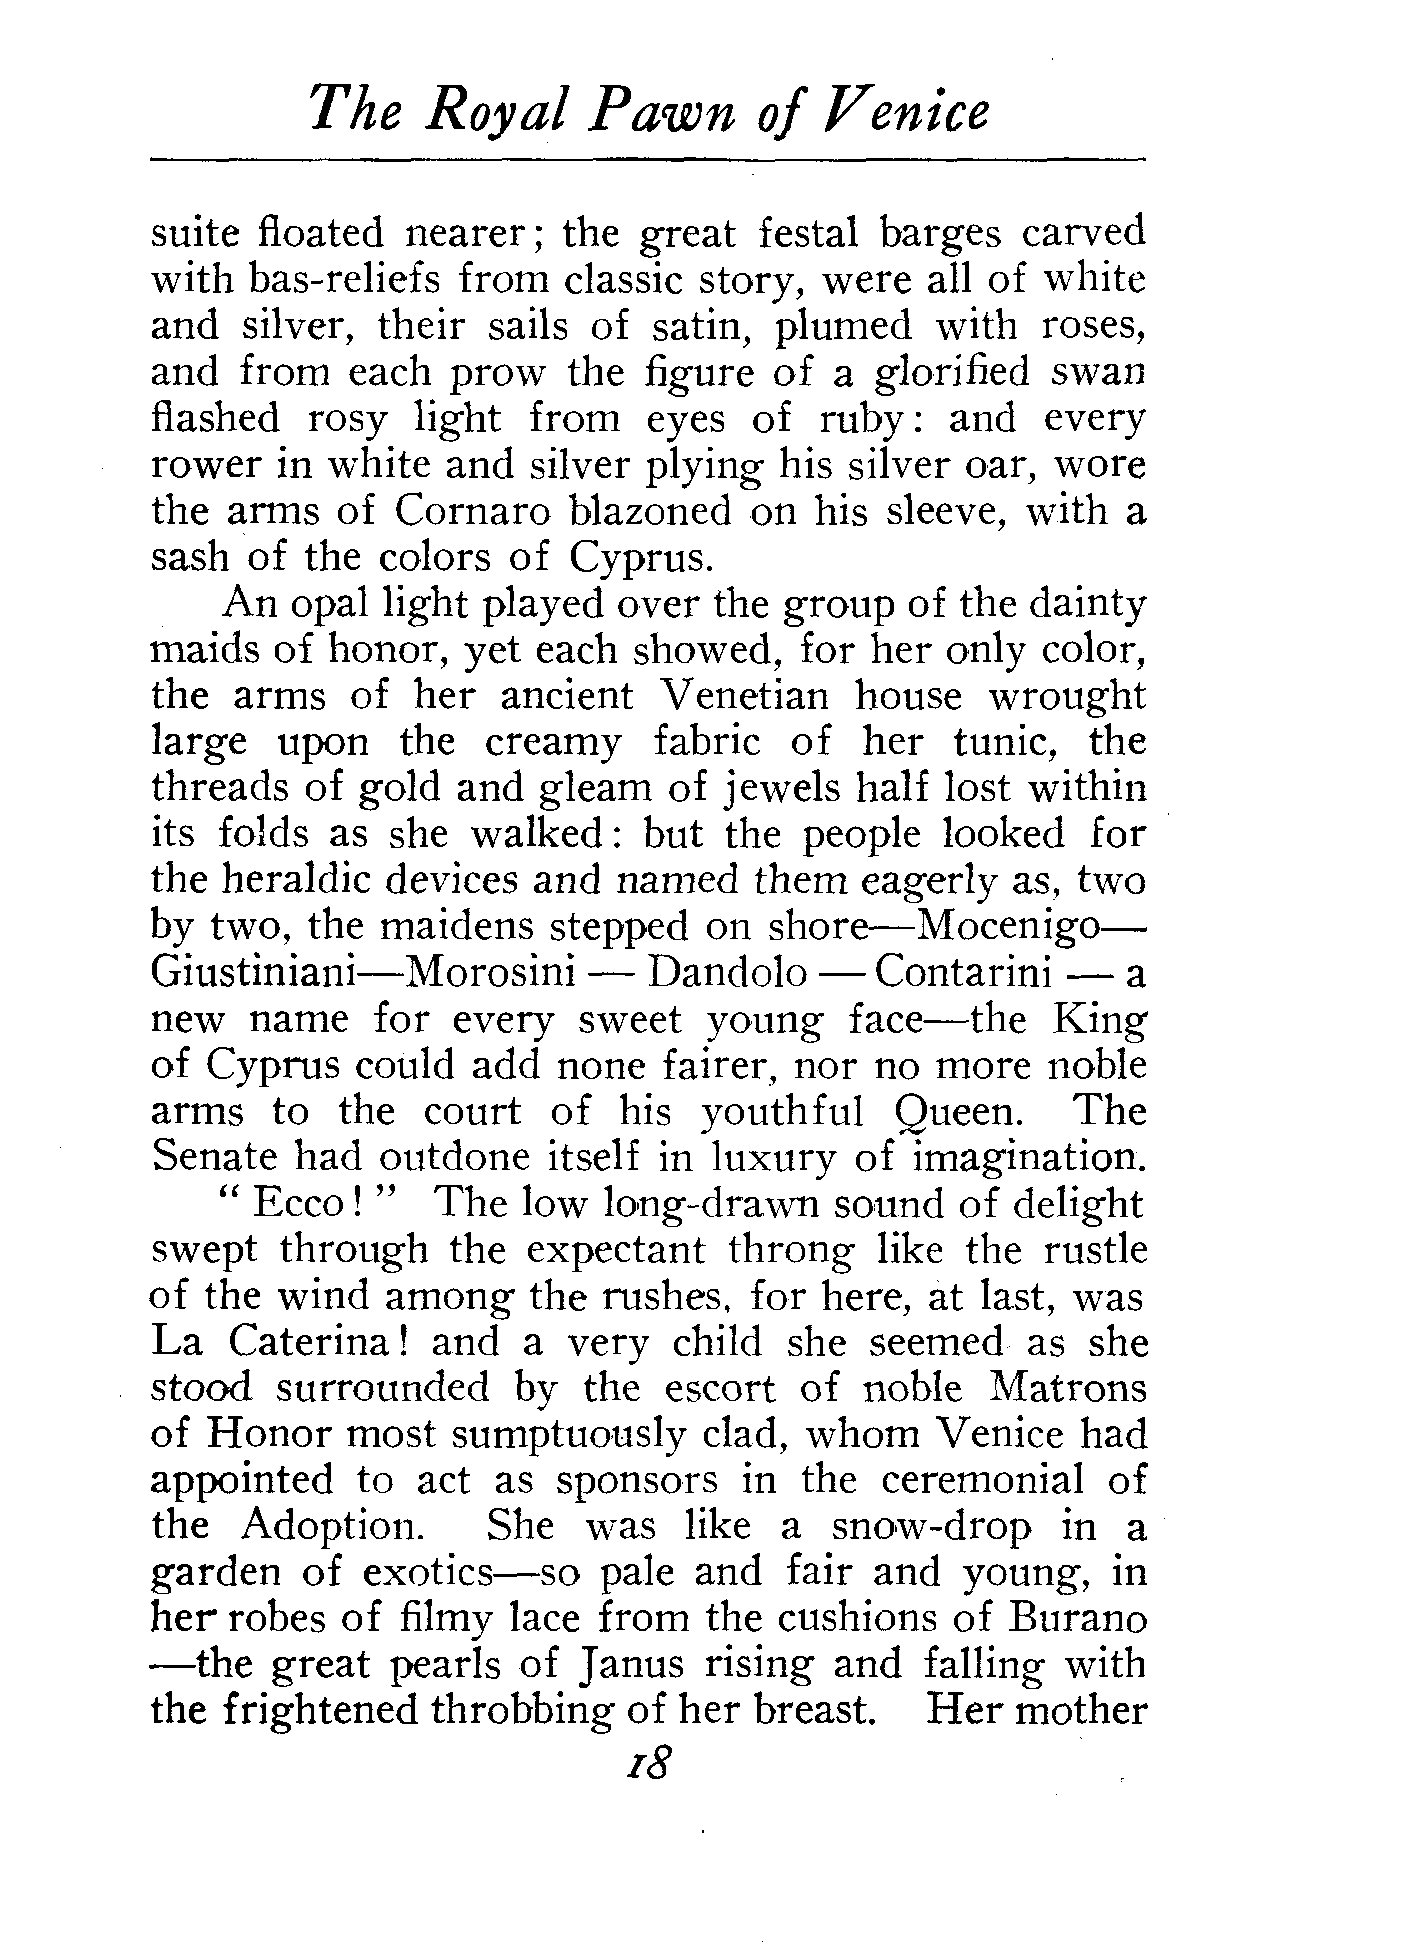 The Royal Pawn of Venice
suite floated nearer; the great festal barges carved
with bas-reliefs from classic story, were all of white
and silver, their sails of satin, plumed with roses,
and from each prow the figure of a glorified swan
flashed rosy light from eyes of ruby: and every
rower in white and silver plying his silver oar, wore
the arms of Cornaro blazoned on his sleeve, with a
sash of the colors of Cyprus.
An opal light played over the group of the dainty
maids of honor, yet each showed, for her only color,
the arms of her ancient Venetian house wrought
large upon the creamy fabric of her tunic, the
threads of gold and gleam of jewels half lost within
its folds as she walked: but the people looked for
the heraldic devices and named them eagerly as, two
by two, the maidens stepped on shore—Mocenigo—
Giustiniani—Morosini — Dandolo — Contarini — a
new name for every sweet young face—the King
of Cyprus could add none fairer, nor no more noble
arms to the court of his youthful Queen. The
Senate had outdone itself in luxury of imagination.
" Ecco! " The low long-drawn sound of delight
swept through the expectant throng like the rustle
of the wind among the rushes, for here, at last, was
La Caterina! and a very child she seemed as she
stood surrounded by the escort of noble Matrons
of Honor most sumptuously clad, whom Venice had
appointed to act as sponsors in the ceremonial of
the Adoption. She was like a snow-drop in a
garden of exotics—so pale and fair and young, in
her robes of filmy lace from the cushions of Burano
—the great pearls of Janus rising and falling with
the frightened throbbing of her breast. Her mother
18